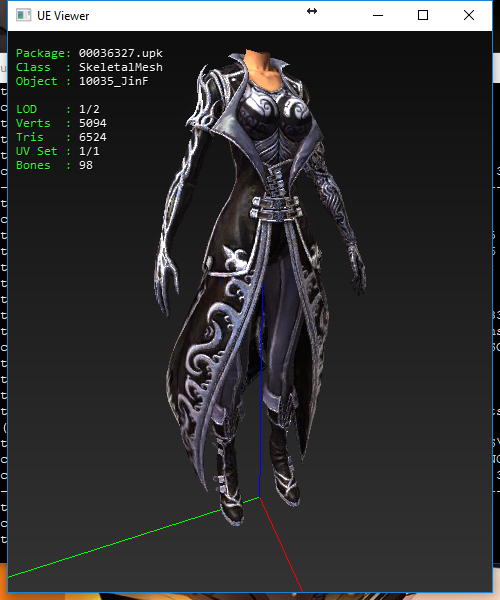 UE Viewer
Package: 00036327.upk
Class : SkeletalMesh
Object : 10035_JinF
LOD : 1/2
Verts : 5094
Tris : 6524
UV Set : 1/1
Bones : 98